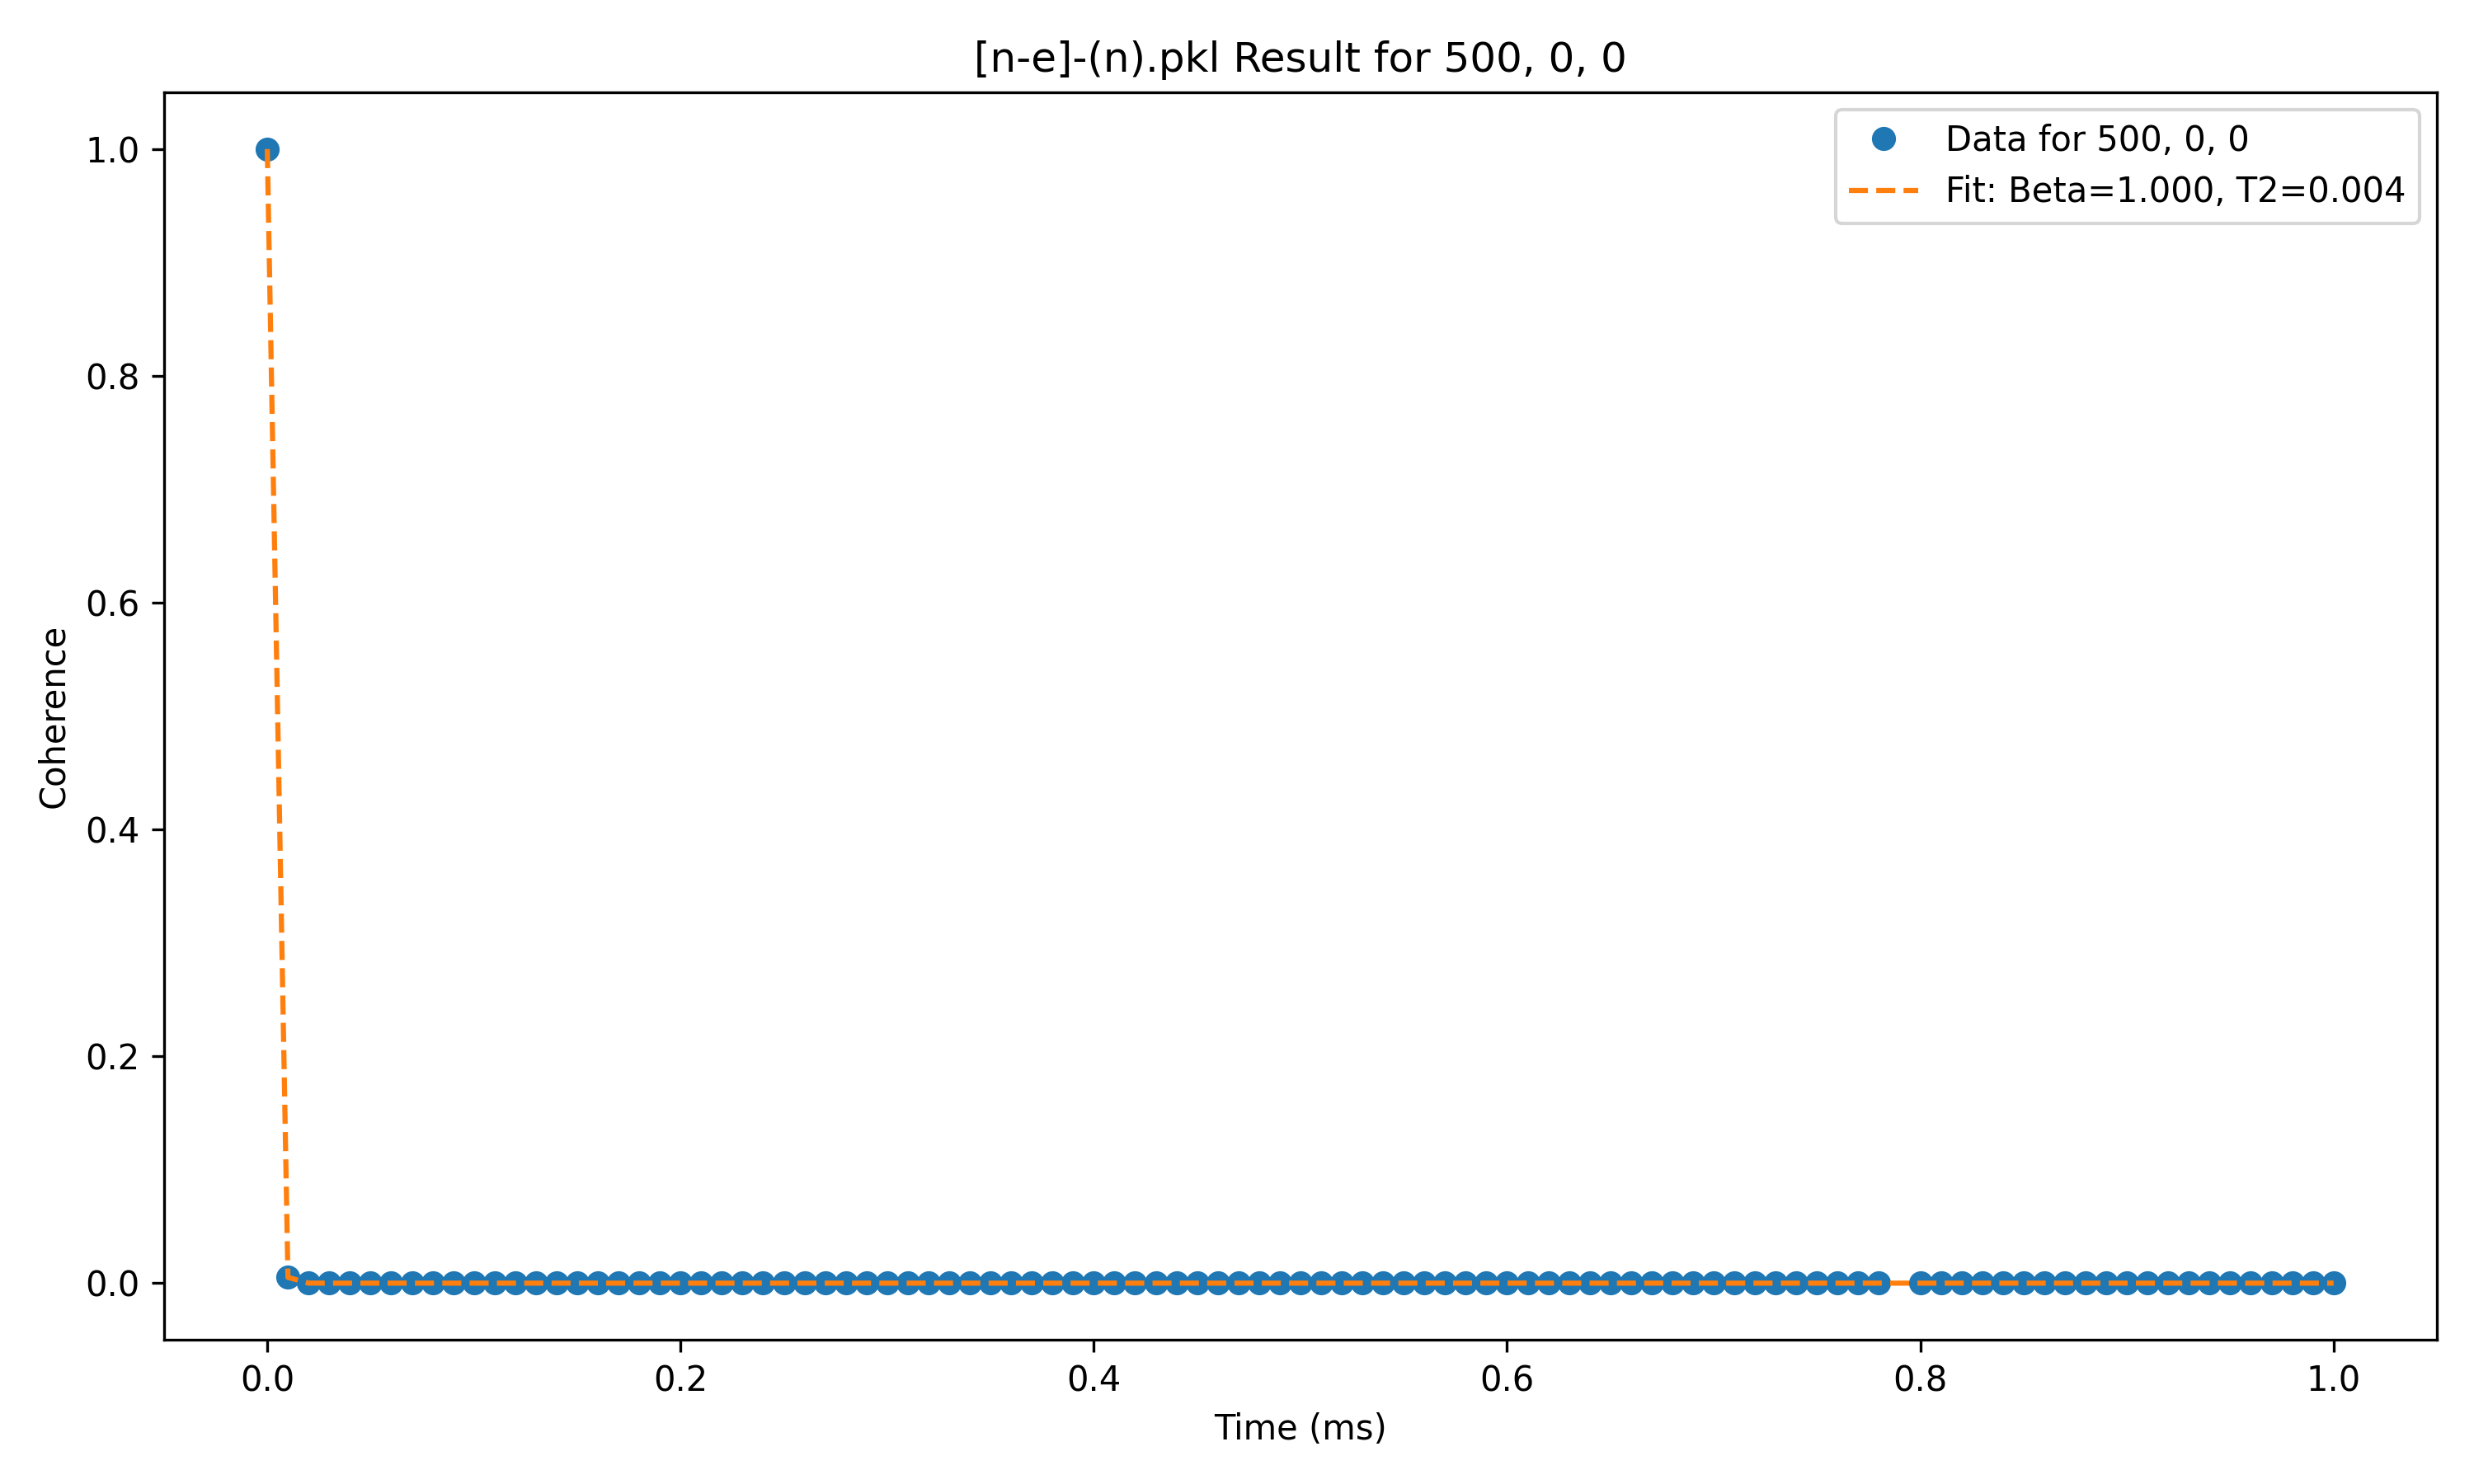 [n-e]-(n).pkl Result for 500, 0, 0
Data for 500, 0, 0
Fit: Beta=1.000, T2=0.004
Coherence
1.0
0.8
0.6
0.4
0.2
0.0
0.0 0.2 0.4 0.6 0.8 1.0
Time (ms)